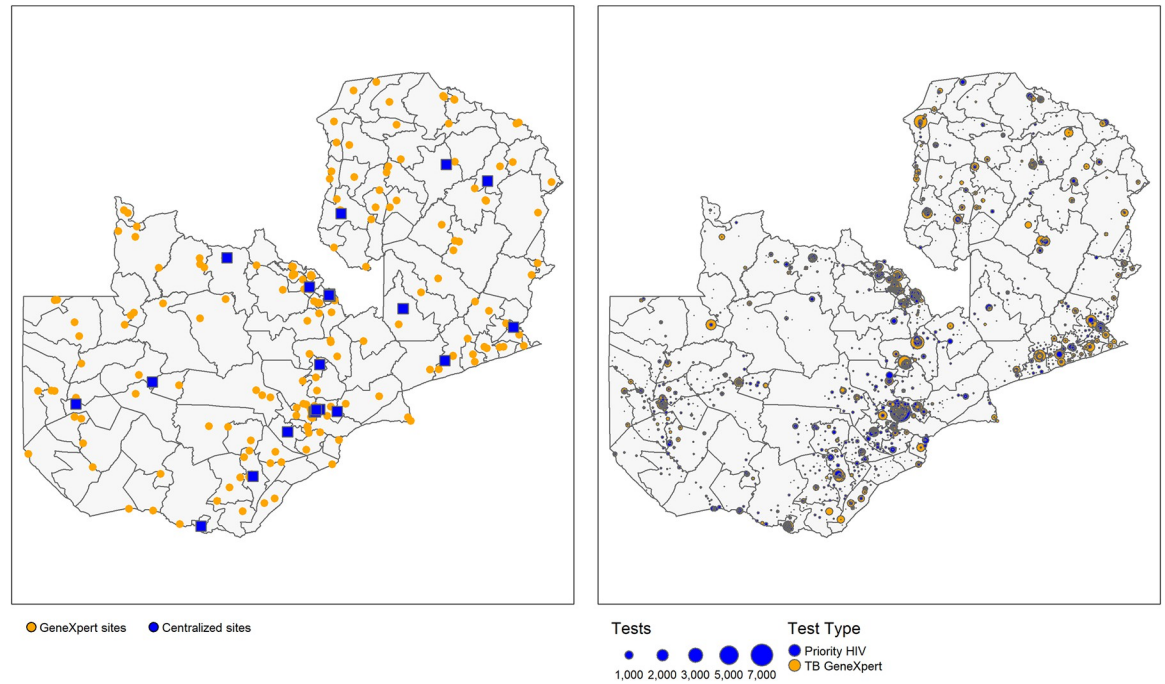 GeneXpert sites Centralized sites
Tests Test Type
Priority HIV
TB GeneXpert
1,000 2,000 3,000 5,000 7,000